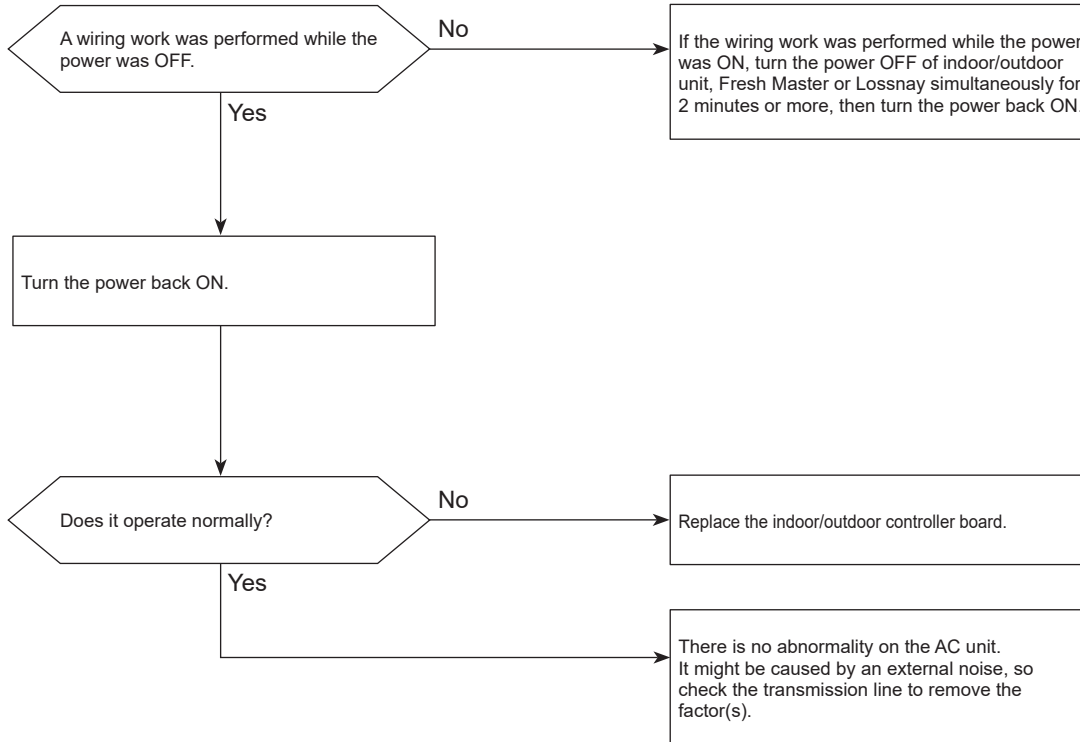 A wiring work was performed while the
power was OFF.
No
If the wiring work was performed while the power
was ON, turn the power OFF of indoor/outdoor
unit, Fresh Master or Lossnay simultaneously for
2 minutes or more, then turn the power back ON.
Yes
Turn the power back ON.
Does it operate normally?
No
Replace the indoor/outdoor controller board.
Yes
There is no abnormality on the AC unit.
It might be caused by an external noise, so
check the transmission line to remove the
factor(s).